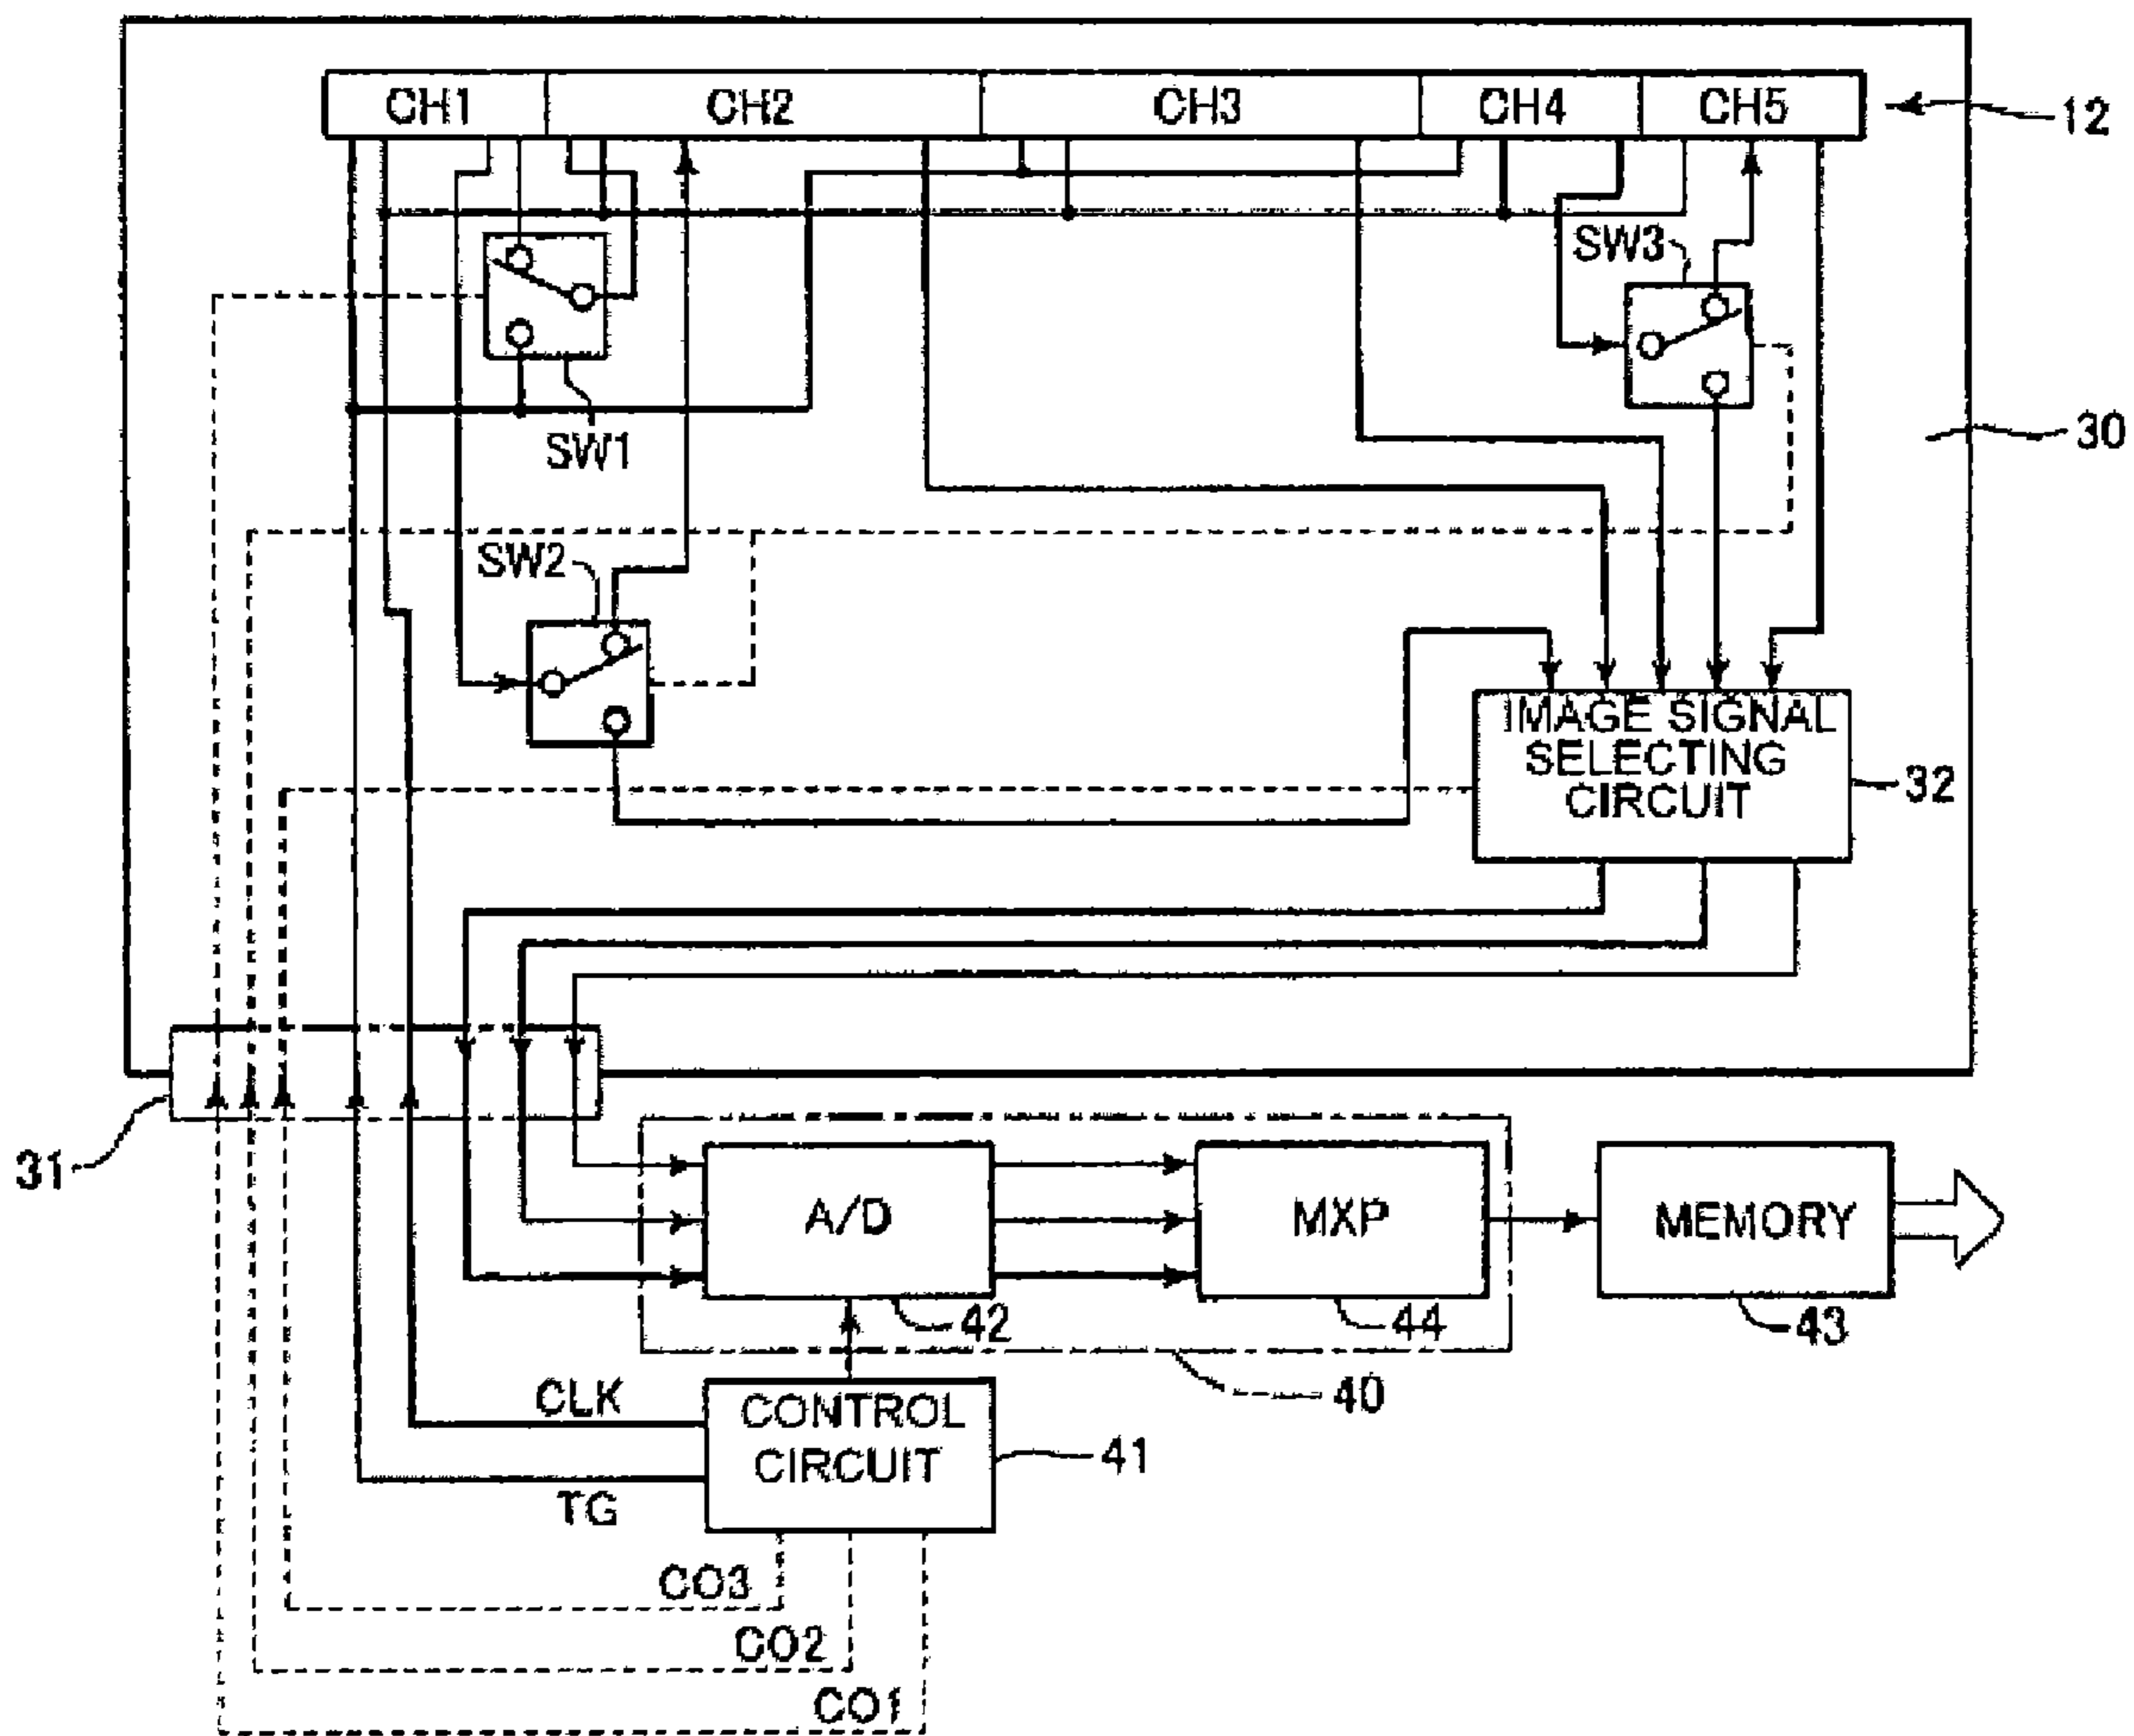 CH1 CH2 CH3 CH4 CH5
12
SW3
30
SW1
SW2
IMAGE SIGNAL
SELECTING
CIRCUIT
32
31
A/D
MXP
MEMORY
42
44
43
40
CLK
CONTROL
CIRCUIT
41
TG
CO3
CO2
CO1